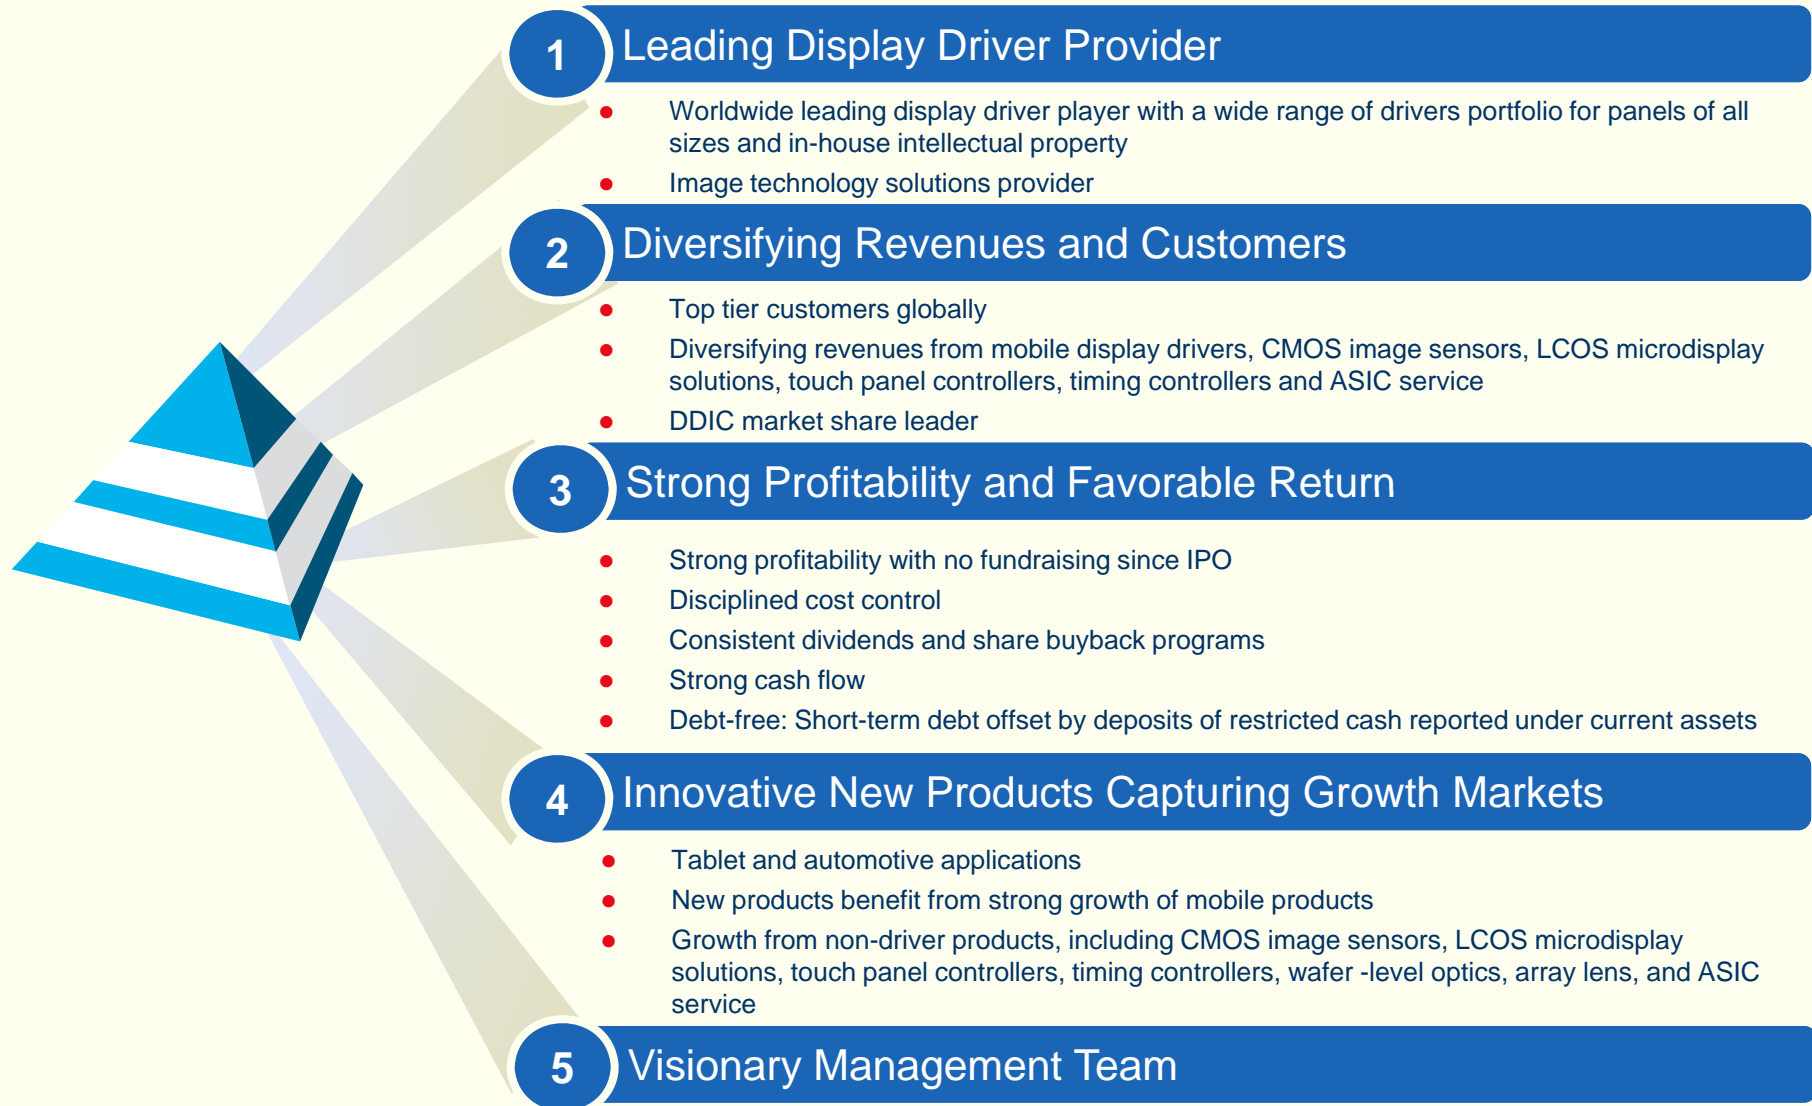 1 Leading Display Driver Provider
● Worldwide leading display driver player with a wide range of drivers portfolio for panels of all
sizes and in-house intellectual property
● Image technology solutions provider
2 Diversifying Revenues and Customers
● Top tier customers globally
● Diversifying revenues from mobile display drivers, CMOS image sensors, LCOS microdisplay
solutions, touch panel controllers, timing controllers and ASIC service
● DDIC market share leader
3 Strong Profitability and Favorable Return
● Strong profitability with no fundraising since IPO
● Disciplined cost control
● Consistent dividends and share buyback programs
● Strong cash flow
● Debt-free: Short-term debt offset by deposits of restricted cash reported under current assets
4 Innovative New Products Capturing Growth Markets
● Tablet and automotive applications
● New products benefit from strong growth of mobile products
● Growth from non-driver products, including CMOS image sensors, LCOS microdisplay
solutions, touch panel controllers, timing controllers, wafer -level optics, array lens, and ASIC
service
5 Visionary Management Team